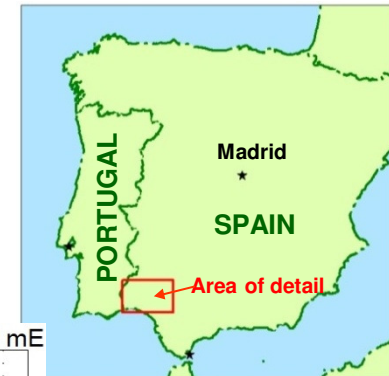 Madrid
PORTUGAL
SPAIN
Area of detail
mE